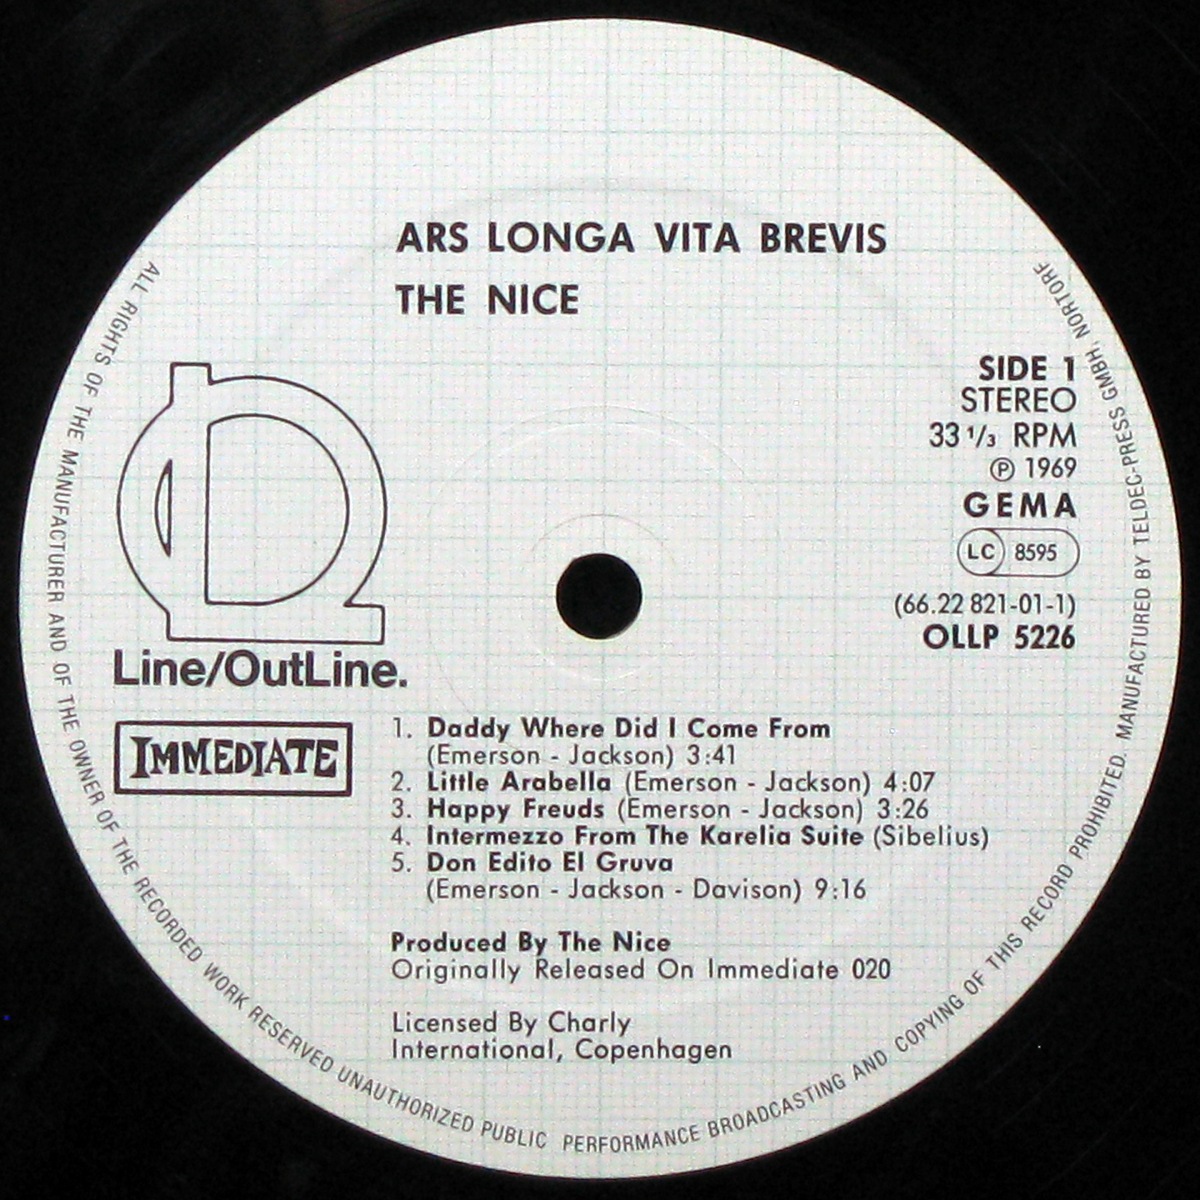 ARS LONGA VITA BREVIS
THE NICE
SIDE 1
STEREO
33 1/3 RPM
℗ 1969
GEMA
LC 8595
(66.22 821-01-1)
OLLP 5226
Line/OutLine.
IMMEDIATE
1. Daddy Where Did I Come From
(Emerson - Jackson) 3:41
2. Little Arabella (Emerson - Jackson) 4:07
3. Happy Freuds (Emerson - Jackson) 3:26
4. Intermezzo From The Karelia Suite (Sibelius)
5. Don Edito El Gruva
(Emerson - Jackson - Davison) 9:16
Produced By The Nice
Originally Released On Immediate 020
Licensed By Charly
International, Copenhagen
ALL RIGHTS OF THE MANUFACTURER AND OF THE OWNER OF THE RECORDED WORK RESERVED UNAUTHORIZED PUBLIC PERFORMANCE BROADCASTING AND COPYING OF THIS RECORD PROHIBITED. MANUFACTURED BY TELDEC-PRESS GMBH, NORTORF